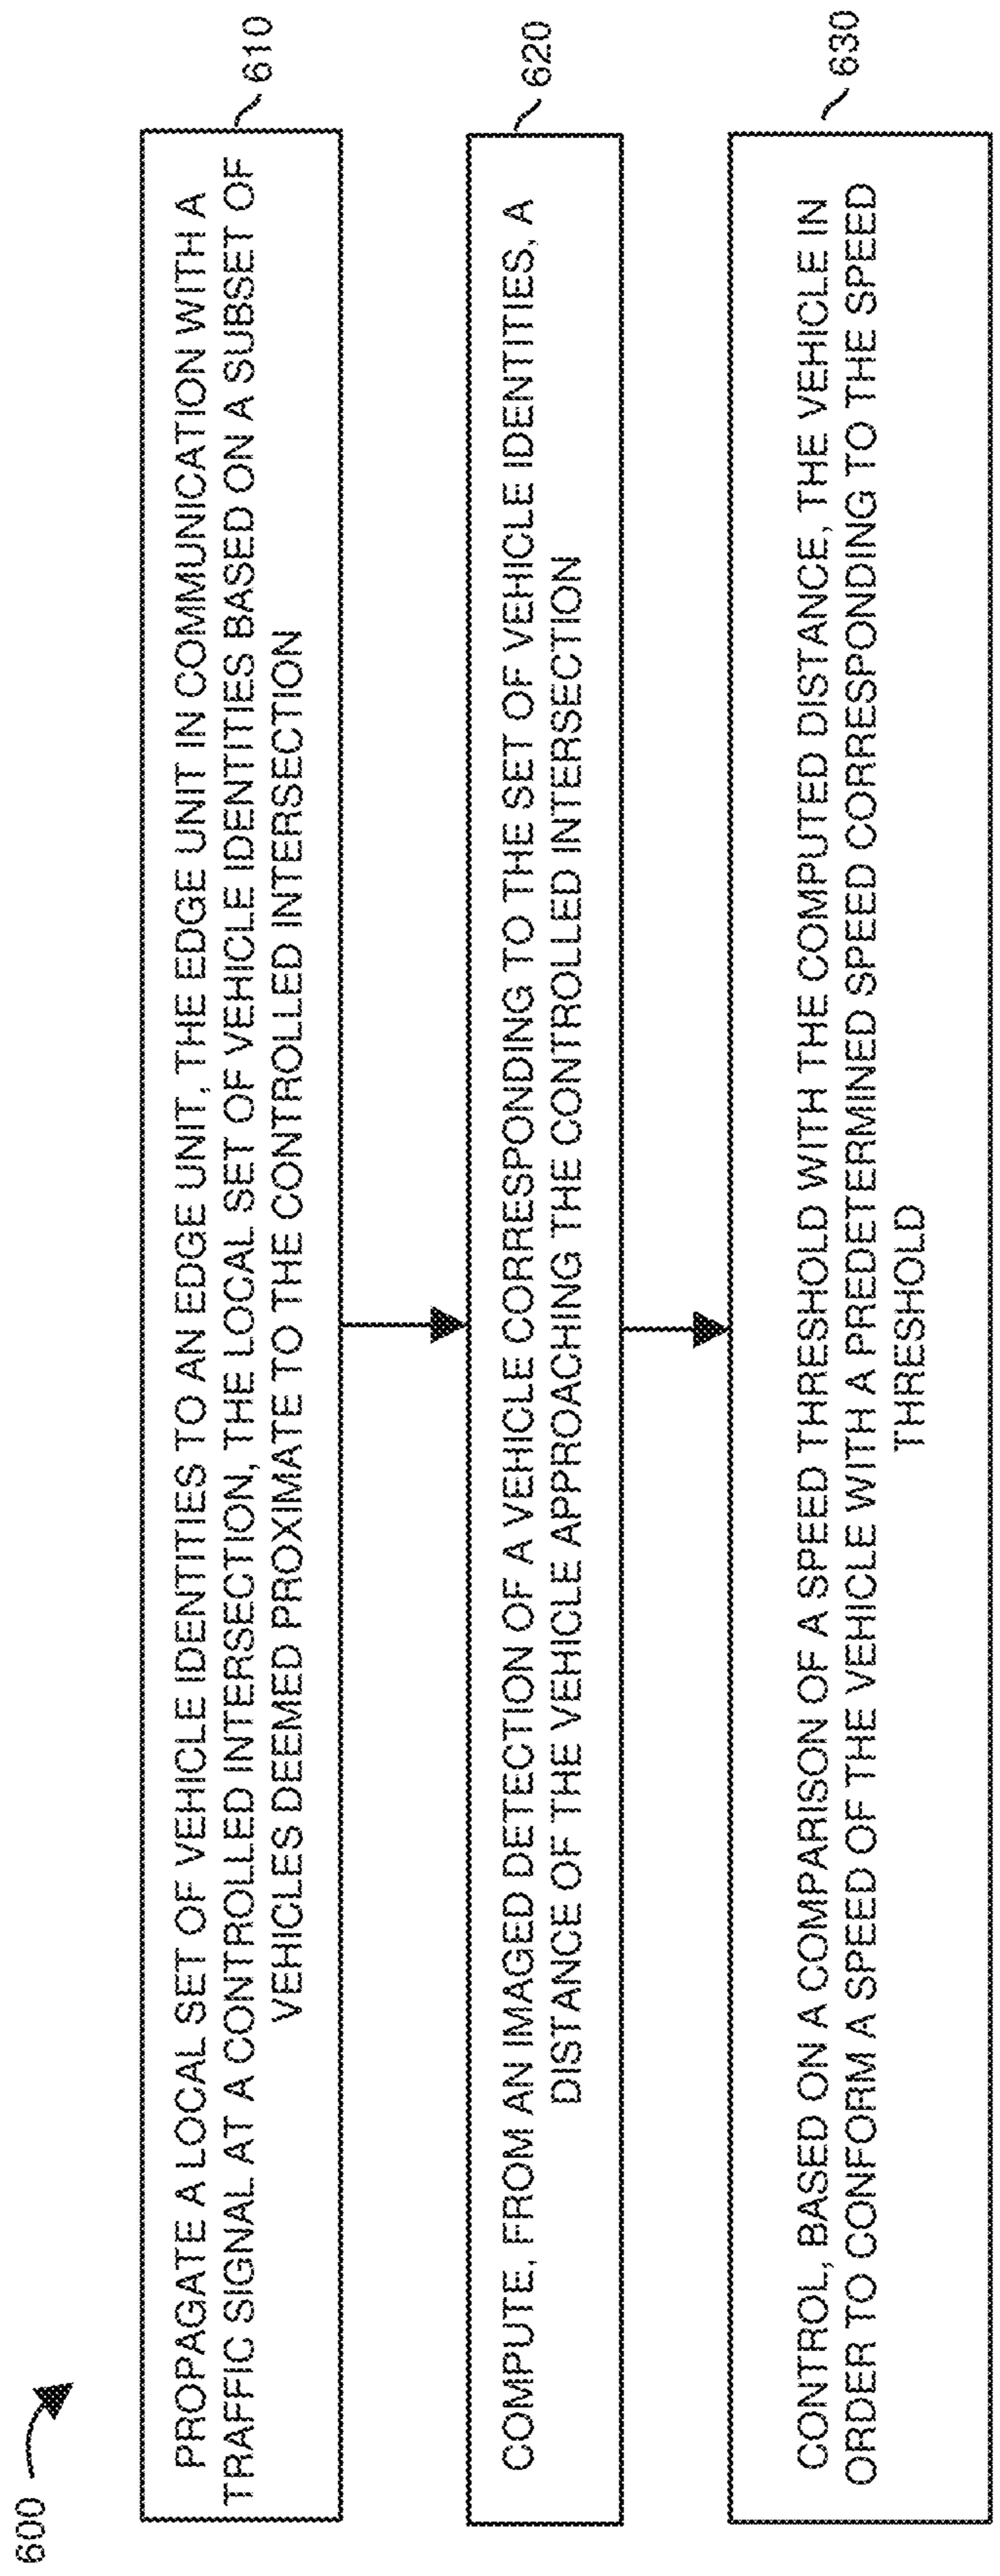 600
PROPAGATE A LOCAL SET OF VEHICLE IDENTITIES TO AN EDGE UNIT, THE EDGE UNIT IN COMMUNICATION WITH A
TRAFFIC SIGNAL AT A CONTROLLED INTERSECTION, THE LOCAL SET OF VEHICLE IDENTITIES BASED ON A SUBSET OF
VEHICLES DEEMED PROXIMATE TO THE CONTROLLED INTERSECTION
610
COMPUTE, FROM AN IMAGED DETECTION OF A VEHICLE CORRESPONDING TO THE SET OF VEHICLE IDENTITIES, A
DISTANCE OF THE VEHICLE APPROACHING THE CONTROLLED INTERSECTION
620
CONTROL, BASED ON A COMPARISON OF A SPEED THRESHOLD WITH THE COMPUTED DISTANCE, THE VEHICLE IN
ORDER TO CONFORM A SPEED OF THE VEHICLE WITH A PREDETERMINED SPEED CORRESPONDING TO THE SPEED
THRESHOLD
630